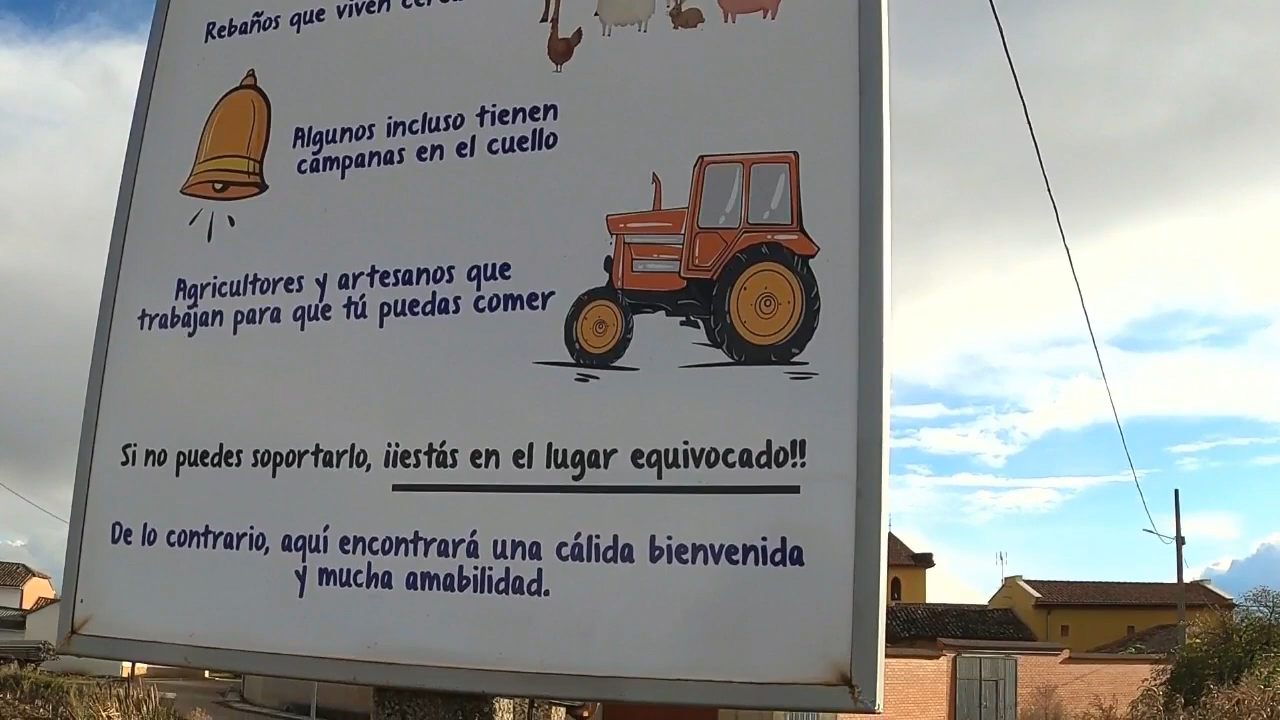 Rebaños que viven cerca
Algunos incluso tienen
campanas en el cuello
Agricultores y artesanos que
trabajan para que tú puedas comer
Si no puedes soportarlo, ¡¡estás en el lugar equivocado!!
De lo contrario, aquí encontrará una cálida bienvenida
y mucha amabilidad.